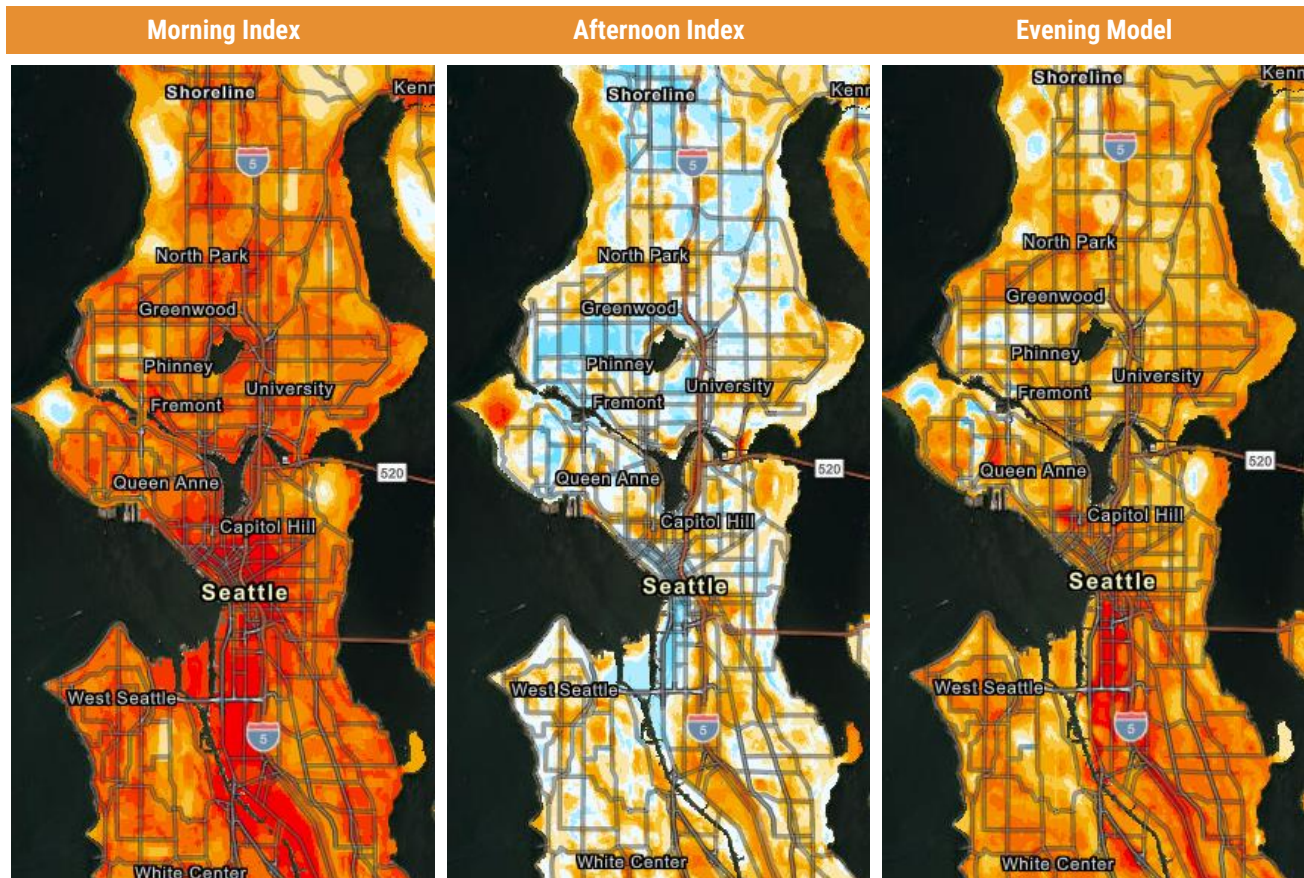 Morning Index
Afternoon Index
Evening Model
Shoreline
Kenn
5
North Park
Greenwood
Phinney
University
Fremont
520
Queen Anne
Capitol Hill
Seattle
West Seattle
5
White Center
Shoreline
Kenn
5
North Park
Greenwood
Phinney
University
Fremont
520
Queen Anne
Capitol Hill
Seattle
West Seattle
5
White Center
Shoreline
Kenn
5
North Park
Greenwood
Phinney
University
Fremont
520
Queen Anne
Capitol Hill
Seattle
West Seattle
5
White Center